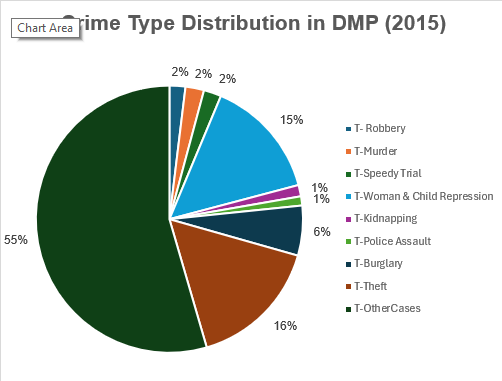 Crime Type Distribution in DMP (2015)
Chart Area
2%
2%
2%
15%
1%
1%
6%
16%
55%
T- Robbery
T-Murder
T-Speedy Trial
T-Woman & Child Repression
T-Kidnapping
T-Police Assault
T-Burglary
T-Theft
T-OtherCases